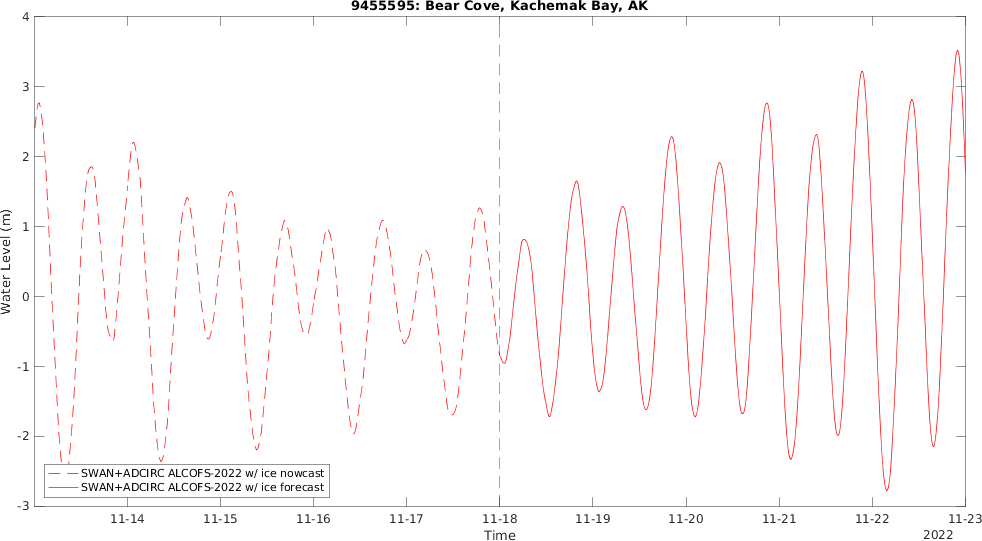 9455595: Bear Cove, Kachemak Bay, AK
Water Level (m)
4
3
2
1
0
-1
-2
-3
SWAN+ADCIRC ALCOFS-2022 w/ ice nowcast
SWAN+ADCIRC ALCOFS-2022 w/ ice forecast
11-14 11-15 11-16 11-17 11-18 11-19 11-20 11-21 11-22 11-23
Time
2022